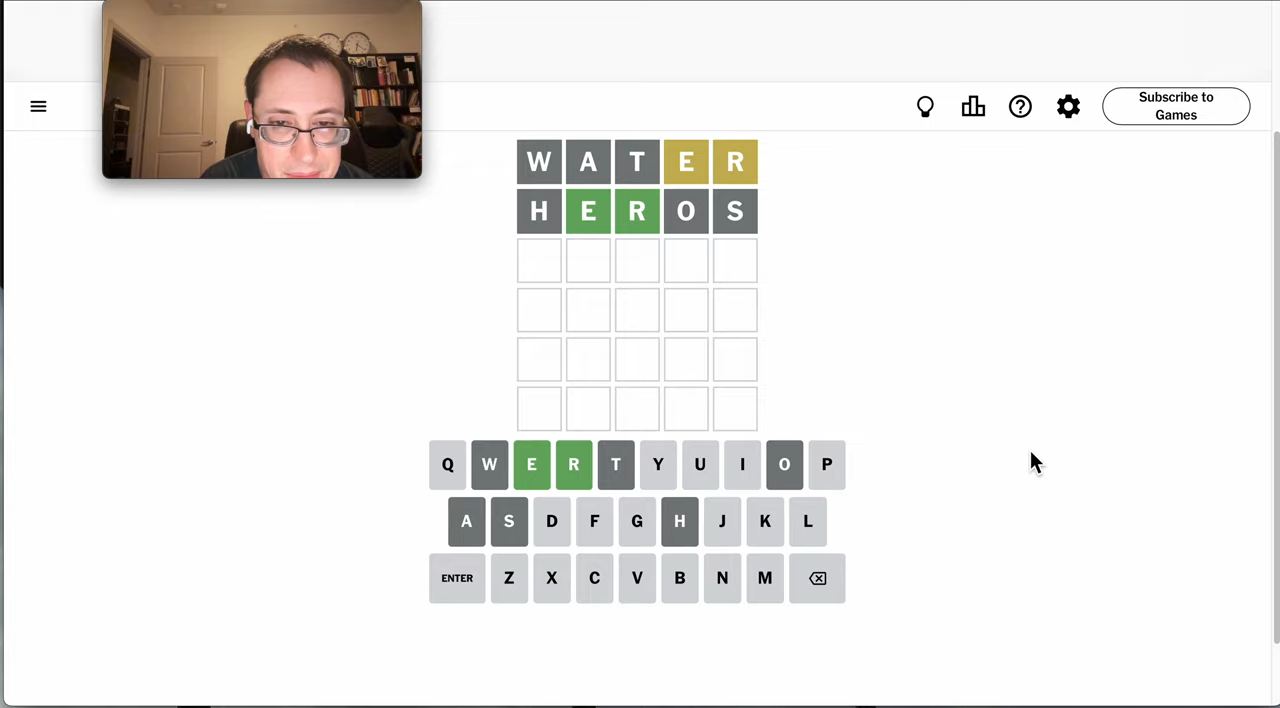 Subscribe to
Games
W A T E R
H E R O S
Q W E R T Y U I O P
A S D F G H J K L
ENTER Z X C V B N M